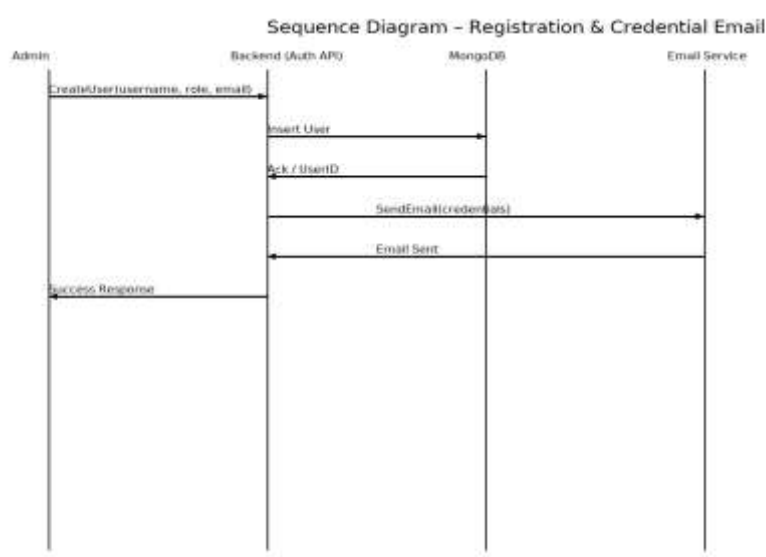 Sequence Diagram – Registration & Credential Email
Admin
Backend (Auth API)
MongoDB
Email Service
CreateUser(username, role, email)
Insert User
Ack / UserID
SendEmail(credentials)
Email Sent
Success Response